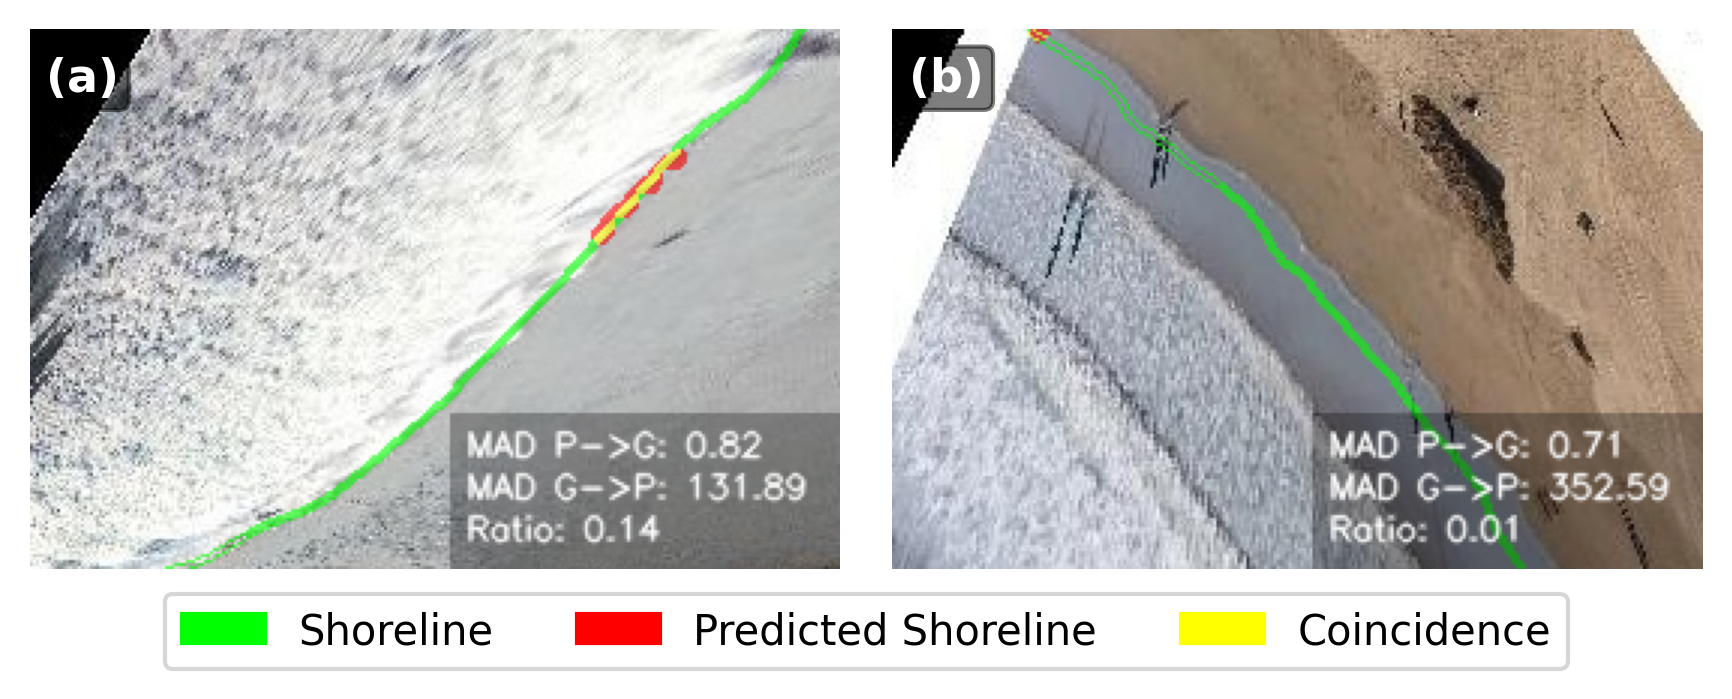 (a)
MAD P->G: 0.82
MAD G->P: 131.89
Ratio: 0.14
(b)
MAD P->G: 0.71
MAD G->P: 352.59
Ratio: 0.01
Shoreline
Predicted Shoreline
Coincidence